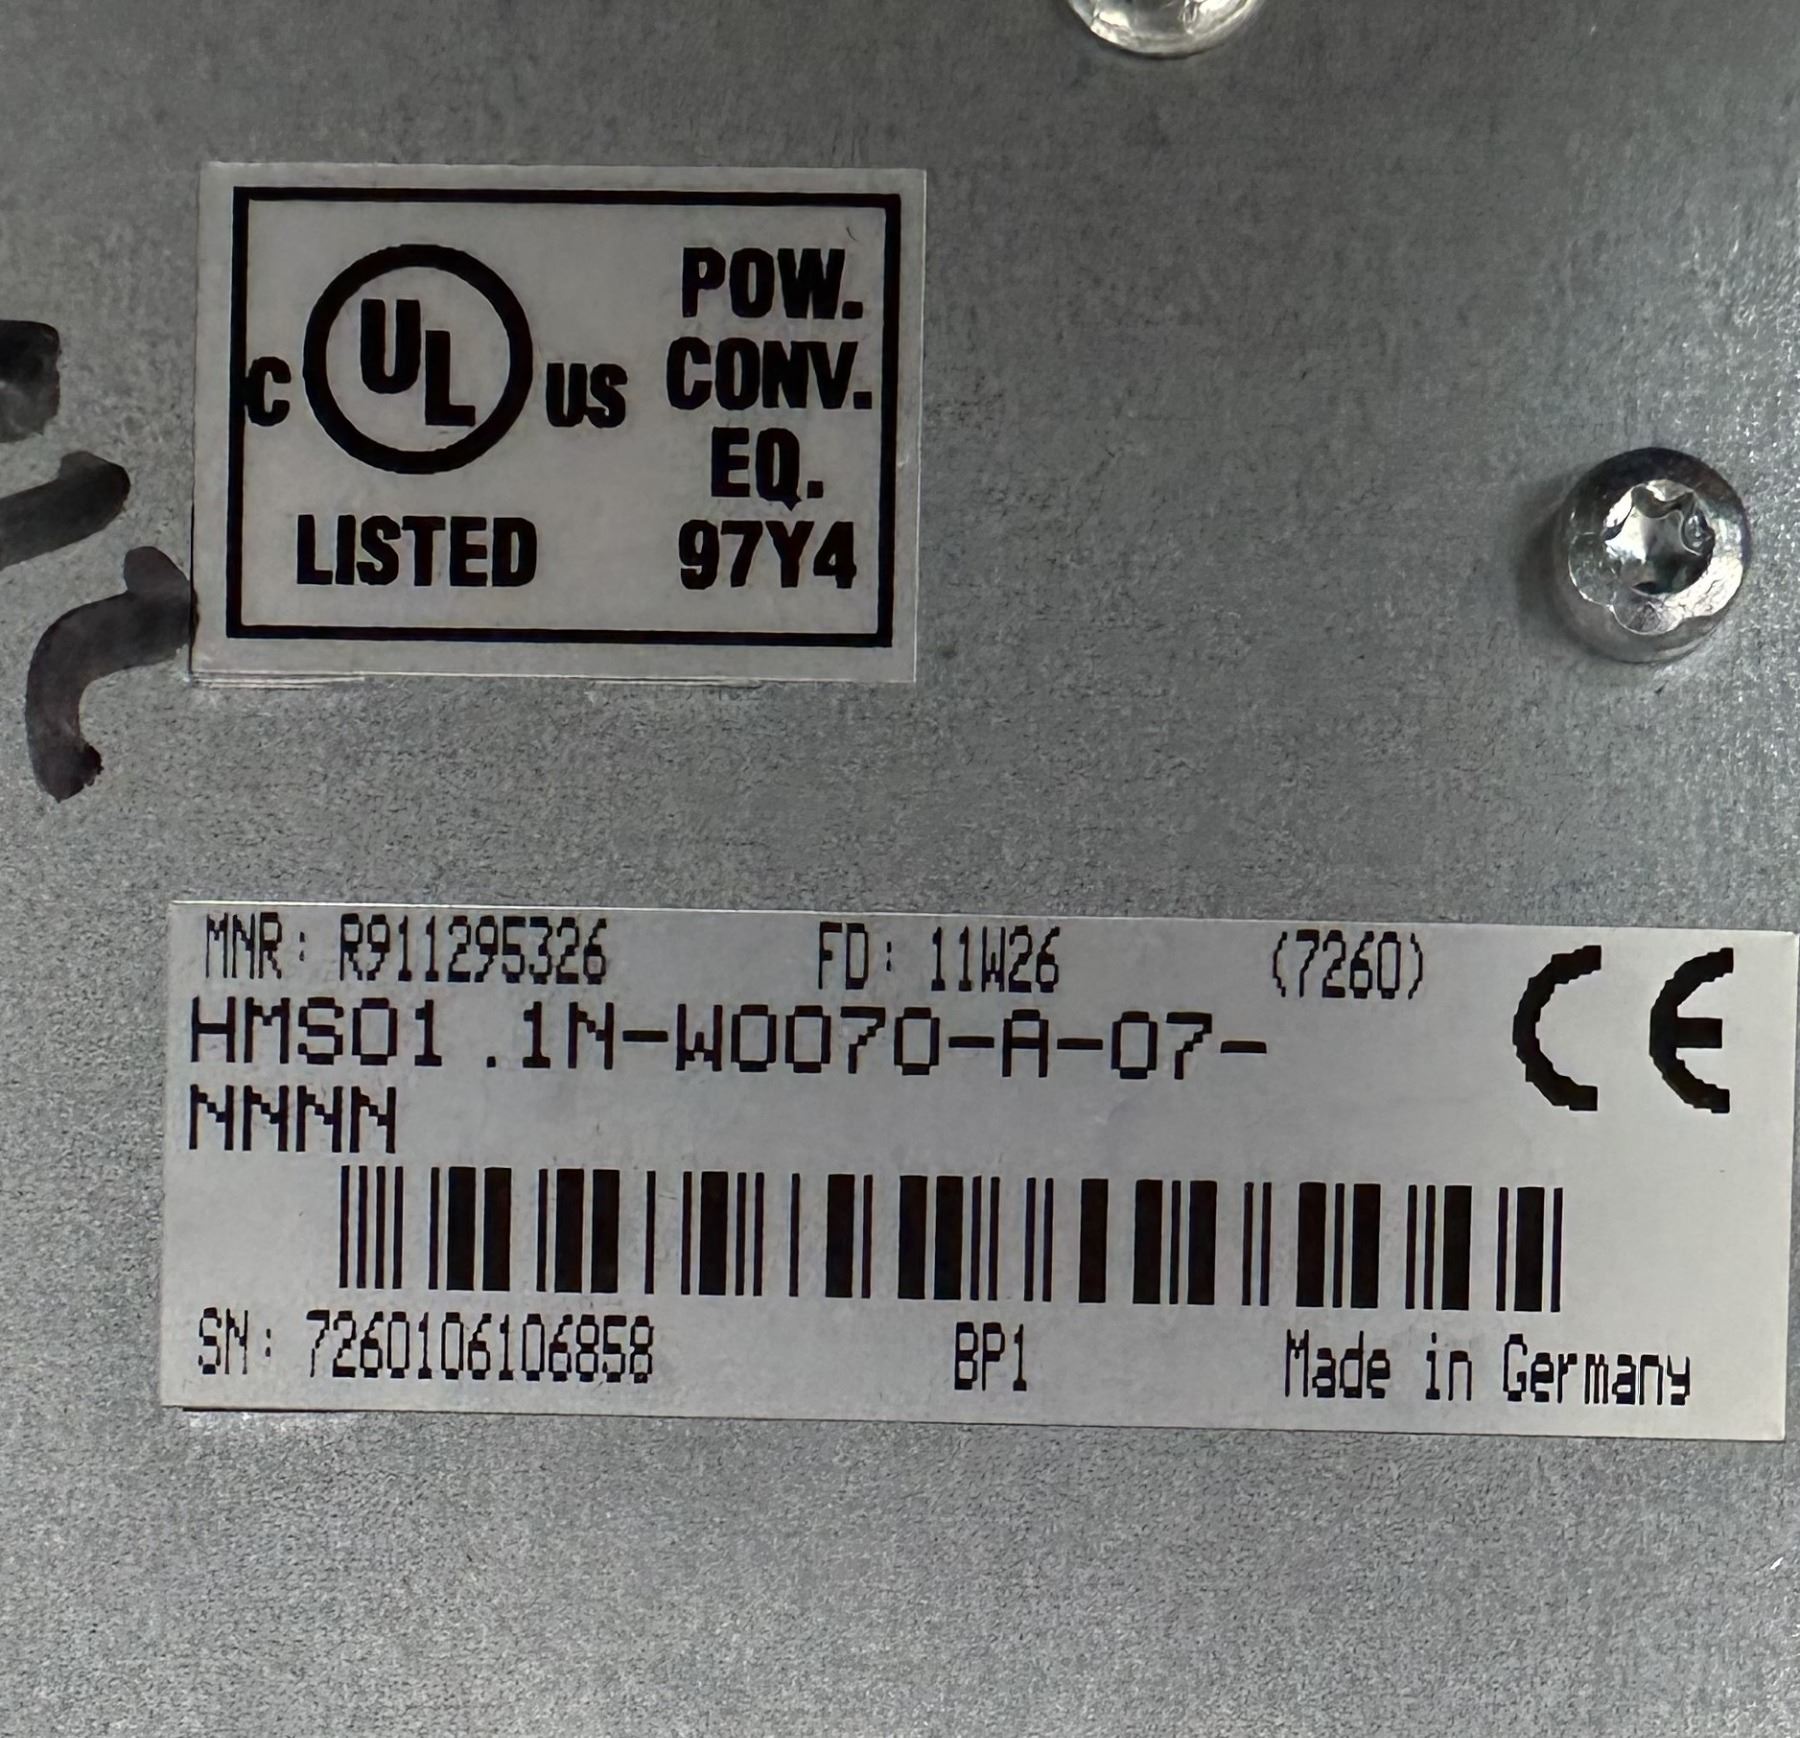 POW.
CONV.
C UL US
EQ.
LISTED 97Y4
MNR: R911295326 FD: 11W26 (7260) CE
HMS01.1N-W0070-A-07-
NNNN
SN: 7260106106858 BP1 Made in Germany